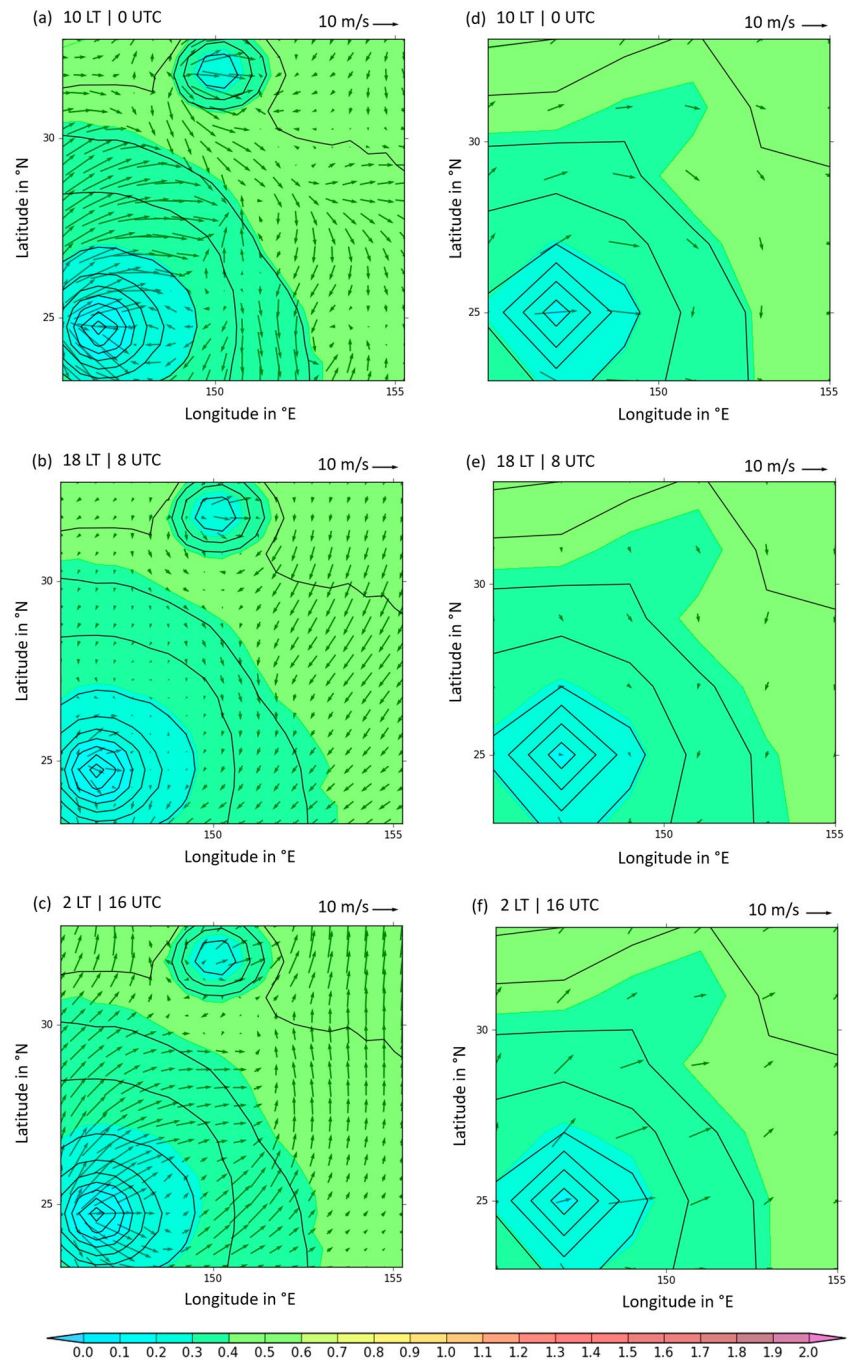 (a) 10 LT | 0 UTC 10 m/s
30
25
Latitude in °N
150 155
Longitude in °E
(d) 10 LT | 0 UTC 10 m/s
30
25
Latitude in °N
150 155
Longitude in °E
(b) 18 LT | 8 UTC 10 m/s
30
25
Latitude in °N
150 155
Longitude in °E
(e) 18 LT | 8 UTC 10 m/s
30
25
Latitude in °N
150 155
Longitude in °E
(c) 2 LT | 16 UTC 10 m/s
30
25
Latitude in °N
150 155
Longitude in °E
(f) 2 LT | 16 UTC 10 m/s
30
25
Latitude in °N
150 155
Longitude in °E
0.0 0.1 0.2 0.3 0.4 0.5 0.6 0.7 0.8 0.9 1.0 1.1 1.2 1.3 1.4 1.5 1.6 1.7 1.8 1.9 2.0